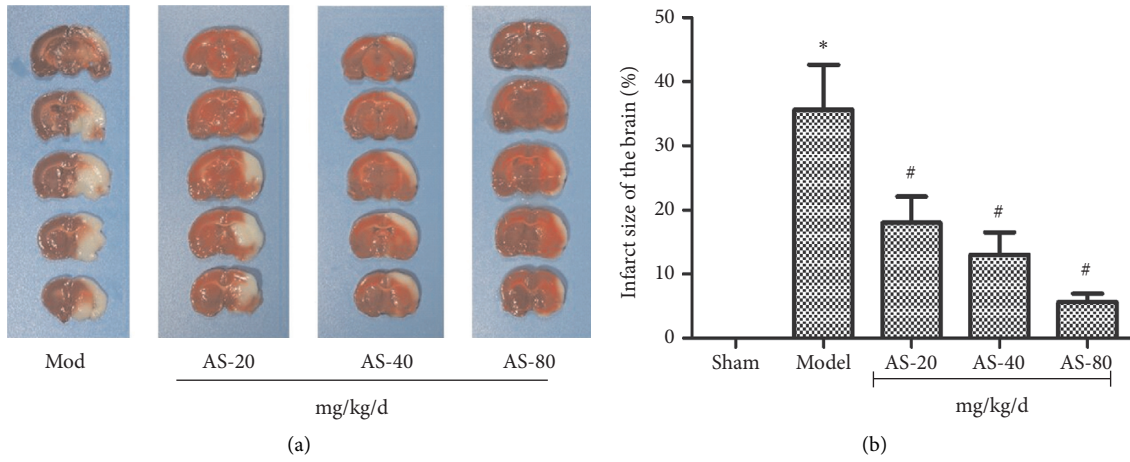 Mod
AS-20
AS-40
AS-80
mg/kg/d
(a)
Infarct size of the brain (%)
50
40
30
20
10
0
*
#
#
#
Sham
Model
AS-20
AS-40
AS-80
mg/kg/d
(b)